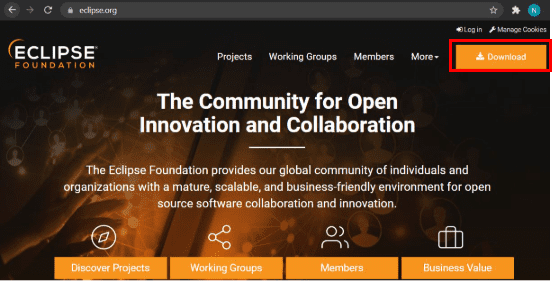 eclipse.org
N
Log in Manage Cookies
ECLIPSE
FOUNDATION
Projects Working Groups Members More Download
The Community for Open
Innovation and Collaboration
The Eclipse Foundation provides our global community of individuals and
organizations with a mature, scalable, and business-friendly environment for open
source software collaboration and innovation.
Discover Projects Working Groups Members Business Value